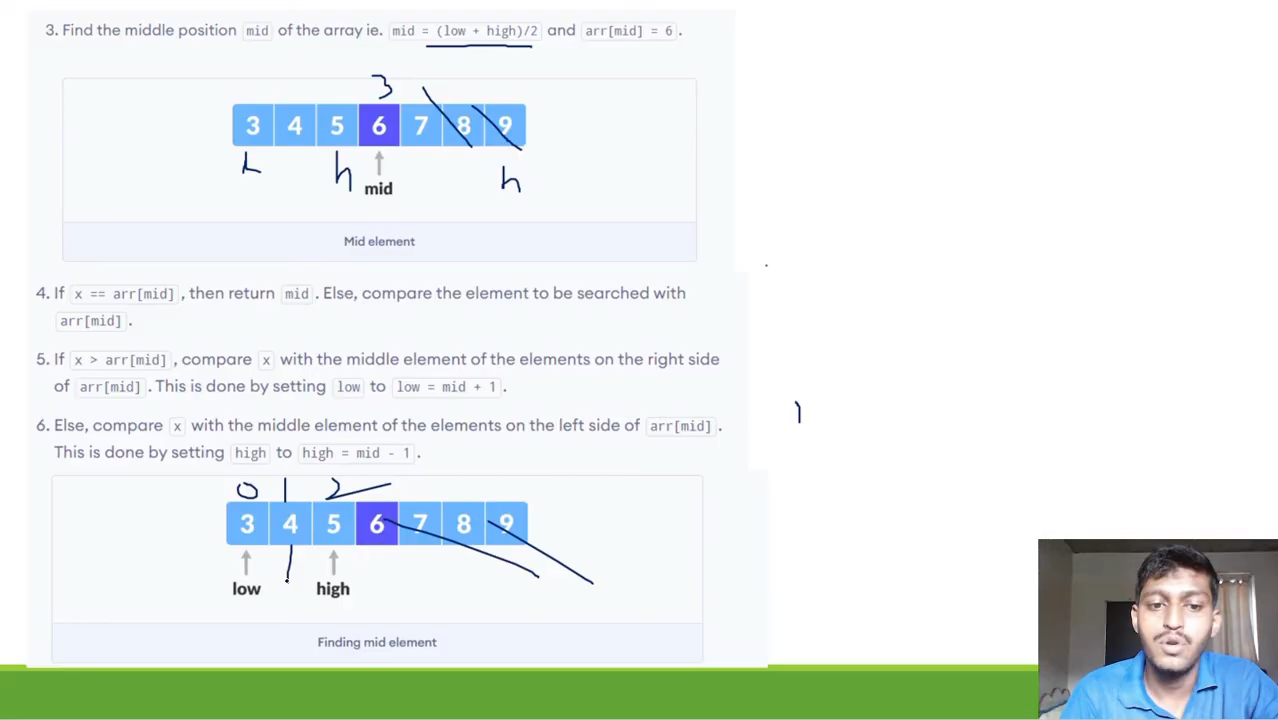 3. Find the middle position mid of the array ie. mid = (low + high)/2 and arr[mid] = 6.
3
3 4 5 6 7 8 9
L h mid h
Mid element
4. If x == arr[mid], then return mid. Else, compare the element to be searched with
arr[mid].
5. If x > arr[mid], compare x with the middle element of the elements on the right side
of arr[mid]. This is done by setting low to low = mid + 1.
1
6. Else, compare x with the middle element of the elements on the left side of arr[mid].
This is done by setting high to high = mid - 1.
0 1 2
3 4 5 6 7 8 9
low high
Finding mid element